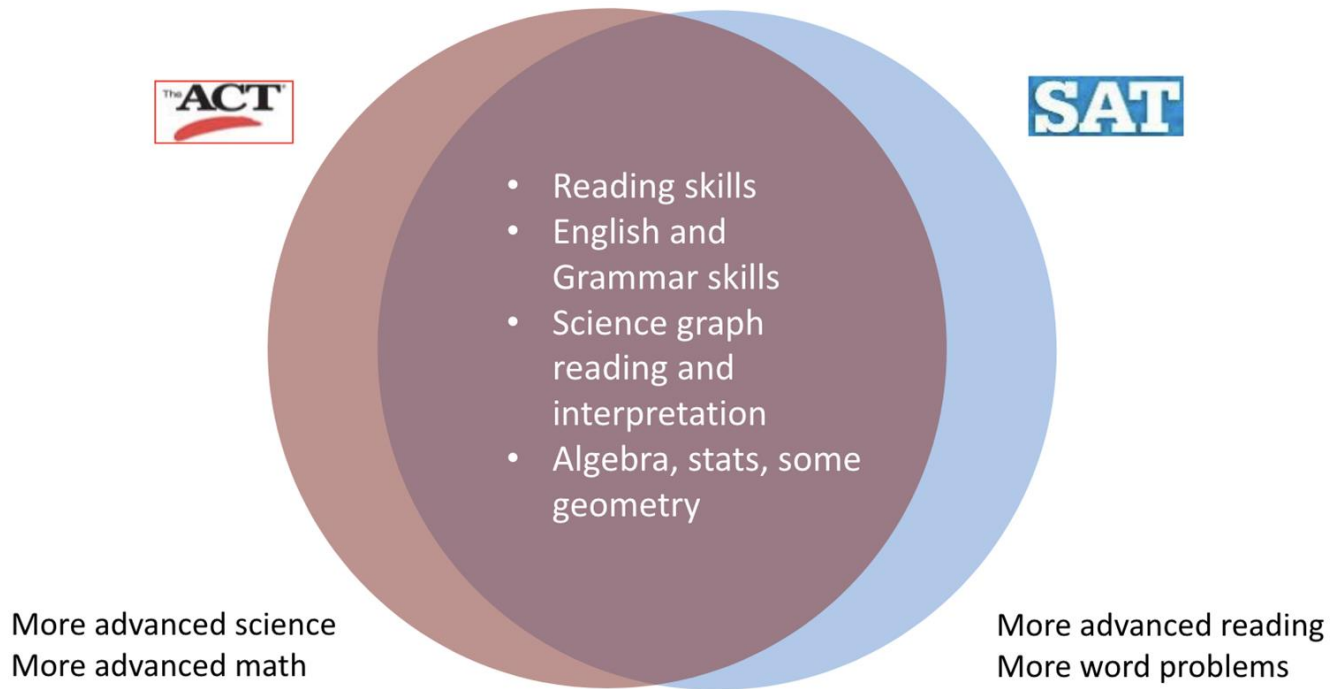 The ACT
SAT
• Reading skills
• English and
Grammar skills
• Science graph
reading and
interpretation
• Algebra, stats, some
geometry
More advanced science
More advanced math
More advanced reading
More word problems